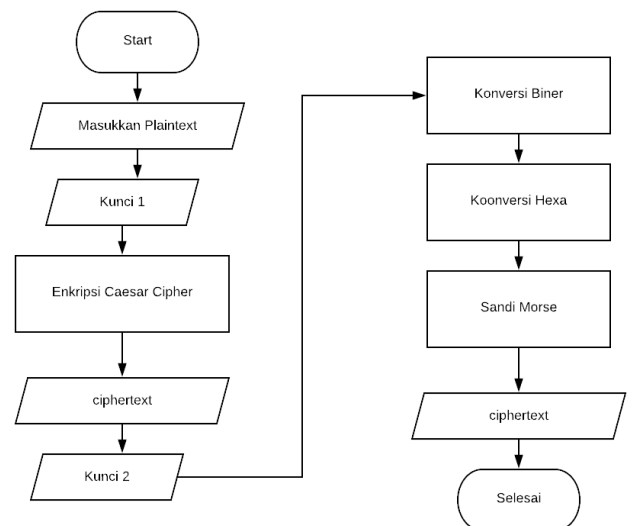 Start
Masukkan Plaintext
Kunci 1
Enkripsi Caesar Cipher
ciphertext
Kunci 2
Konversi Biner
Koonversi Hexa
Sandi Morse
ciphertext
Selesai